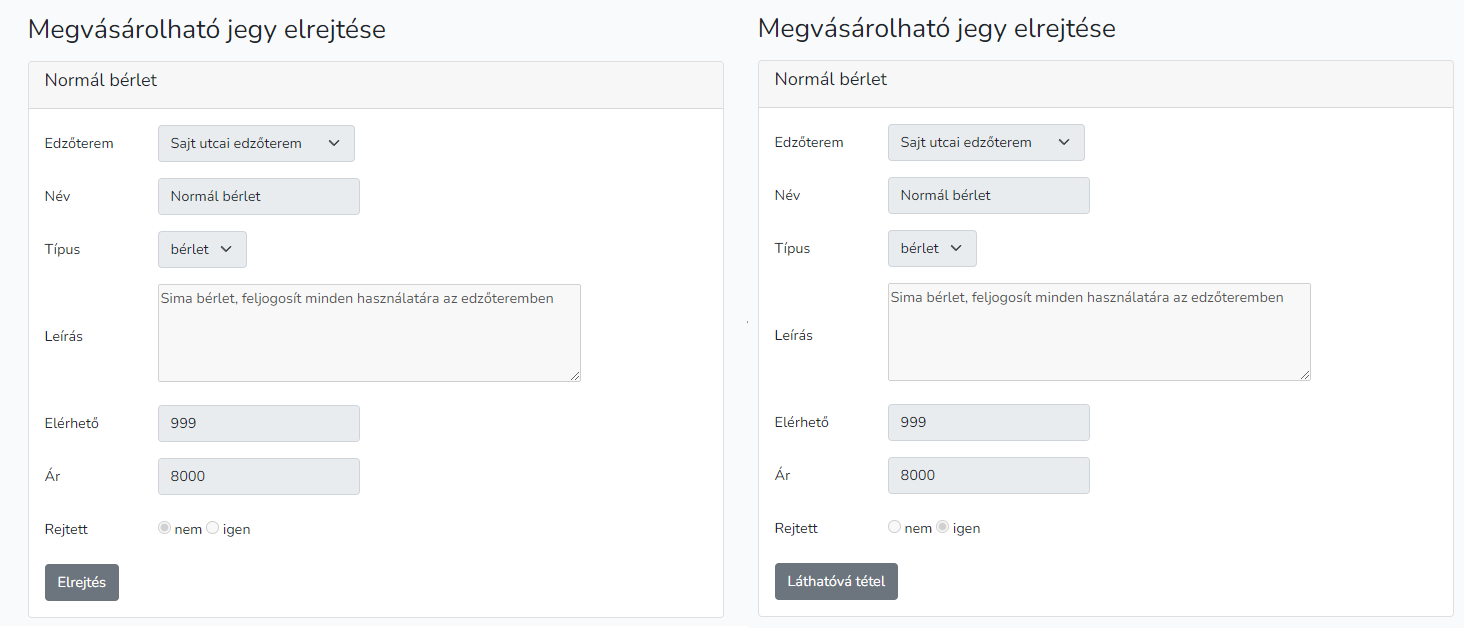 Megvásárolható jegy elrejtése
Normál bérlet
Edzőterem Sajt utcai edzőterem
Név Normál bérlet
Típus bérlet
Leírás Sima bérlet, feljogosít minden használatára az edzőteremben
Elérhető 999
Ár 8000
Rejtett nem igen
Elrejtés
Megvásárolható jegy elrejtése
Normál bérlet
Edzőterem Sajt utcai edzőterem
Név Normál bérlet
Típus bérlet
Leírás Sima bérlet, feljogosít minden használatára az edzőteremben
Elérhető 999
Ár 8000
Rejtett nem igen
Láthatóvá tétel